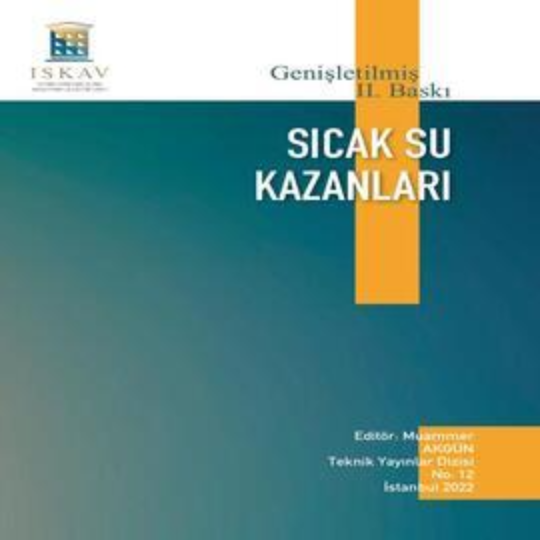 ISKAV
Genişletilmiş
II. Baskı
SICAK SU
KAZANLARI
Editör: Muammer
AKGÜN
Teknik Yayınlar Dizisi
No: 12
İstanbul 2022